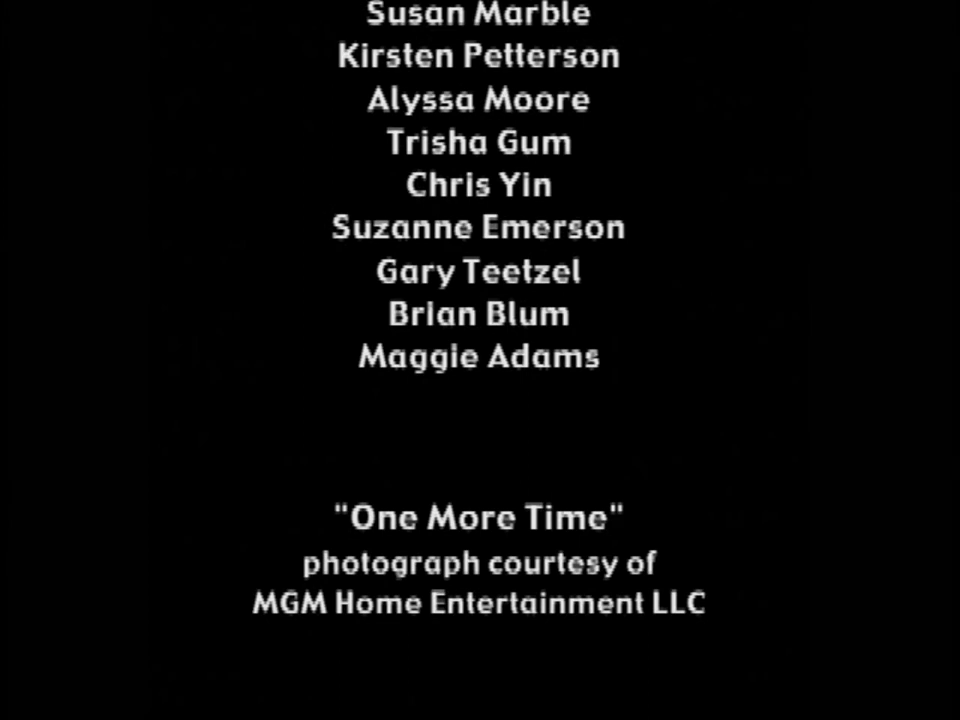 Susan Marble
Kirsten Petterson
Alyssa Moore
Trisha Gum
Chris Yin
Suzanne Emerson
Gary Teetzel
Brian Blum
Maggie Adams
"One More Time"
photograph courtesy of
MGM Home Entertainment LLC